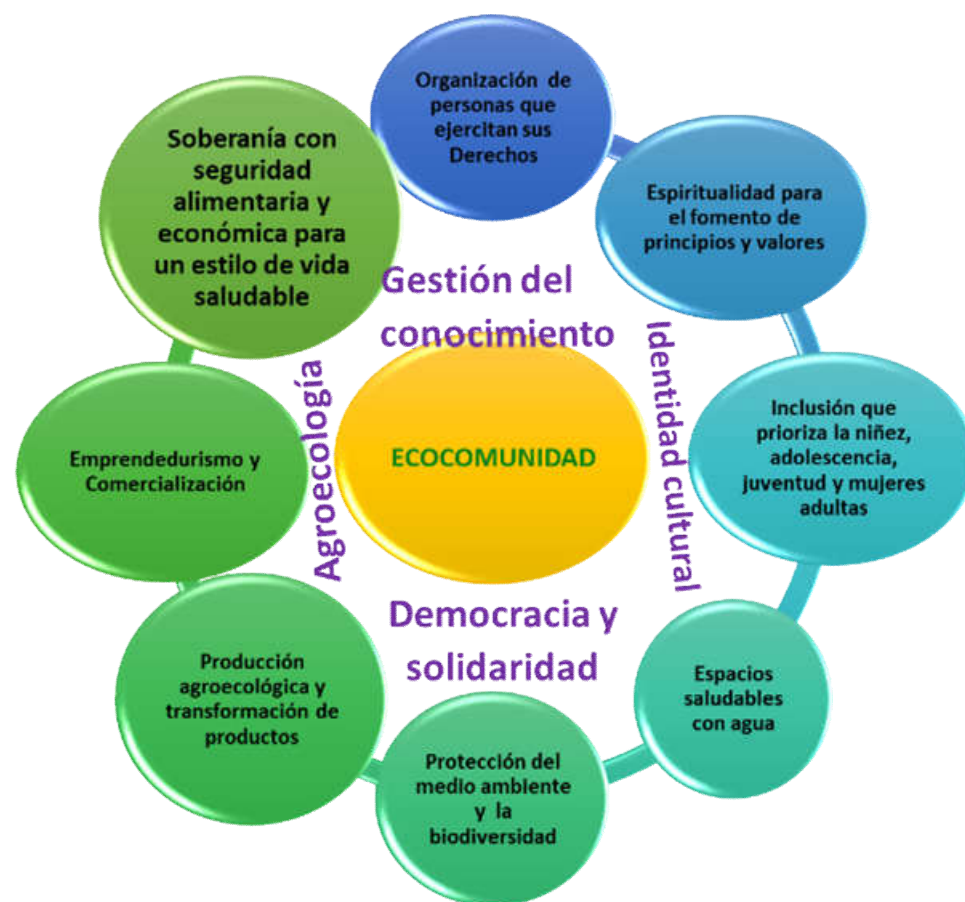 Organización de
personas que
ejercitan sus
Derechos
Espiritualidad para
el fomento de
principios y valores
Inclusión que
prioriza la niñez,
adolescencia,
juventud y mujeres
adultas
Espacios
saludables
con agua
Protección del
medio ambiente
y la
biodiversidad
Producción
agroecológica y
transformación de
productos
Emprendedurismo y
Comercialización
Soberanía con
seguridad
alimentaria y
económica para
un estilo de vida
saludable
Gestión del
conocimiento
Identidad cultural
Democracia y
solidaridad
Agroecología
ECOCOMUNIDAD